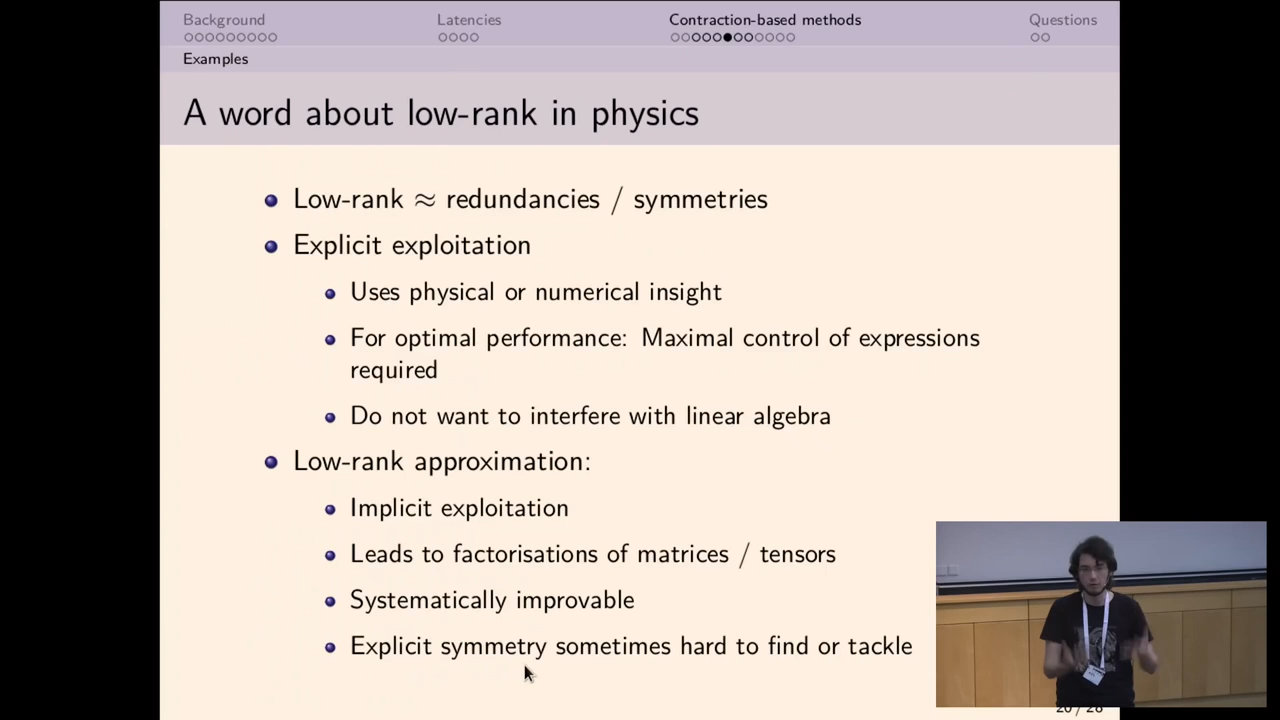 Background Latencies Contraction-based methods Questions
Examples
A word about low-rank in physics
Low-rank ≈ redundancies / symmetries
Explicit exploitation
Uses physical or numerical insight
For optimal performance: Maximal control of expressions
required
Do not want to interfere with linear algebra
Low-rank approximation:
Implicit exploitation
Leads to factorisations of matrices / tensors
Systematically improvable
Explicit symmetry sometimes hard to find or tackle
20 / 26